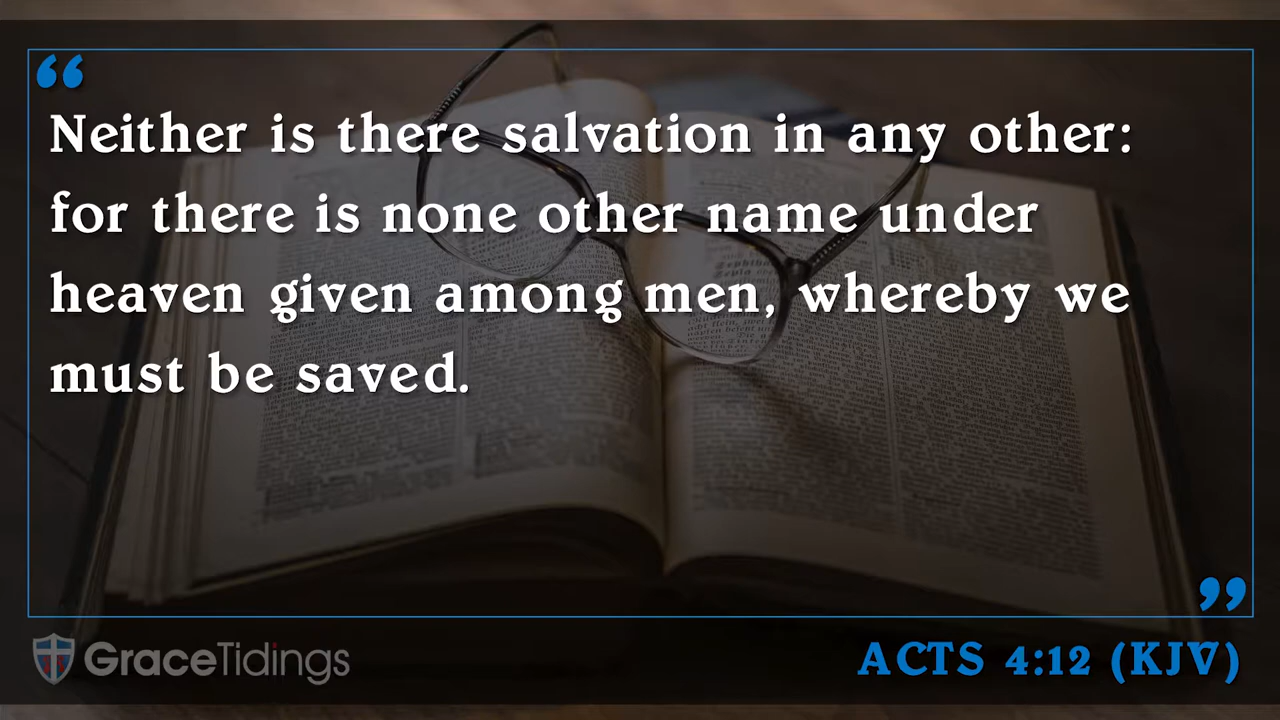 “
Neither is there salvation in any other:
for there is none other name under
heaven given among men, whereby we
must be saved.
”
GraceTidings
ACTS 4:12 (KJV)